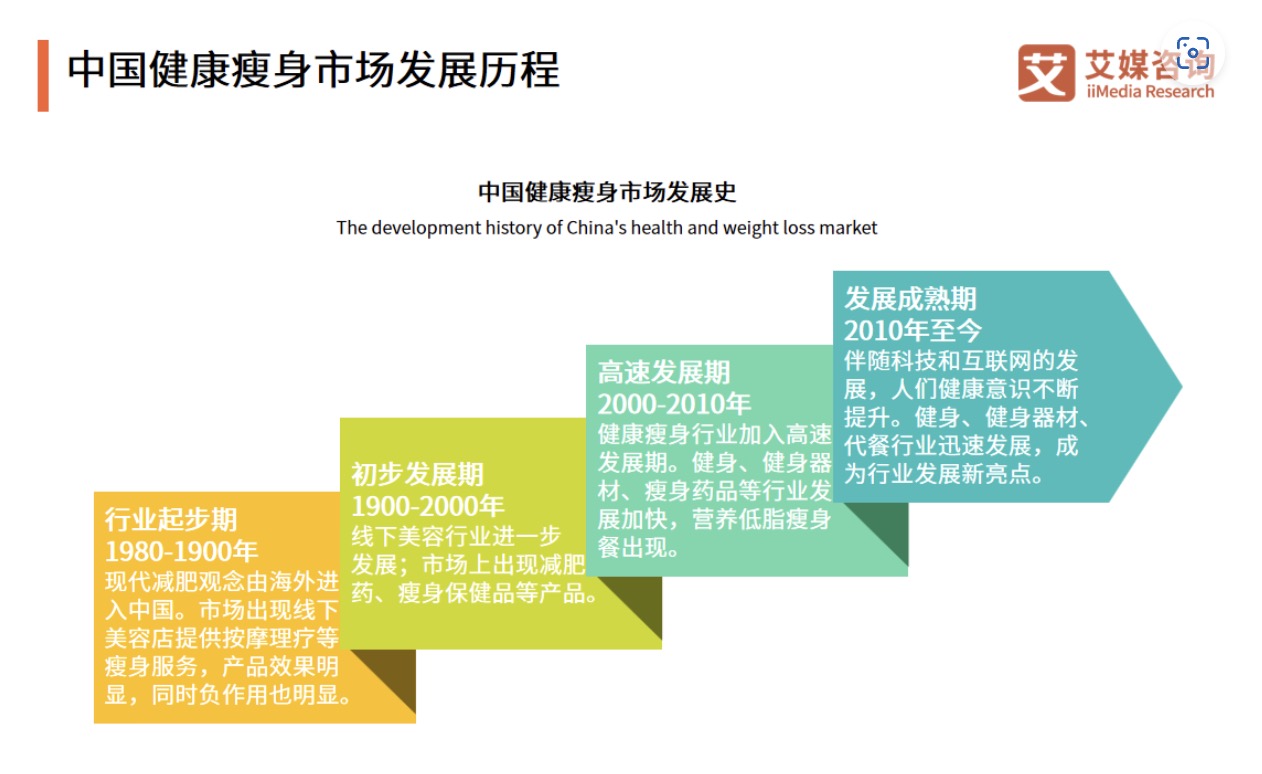 中国健康瘦身市场发展历程
艾媒咨询
iiMedia Research
中国健康瘦身市场发展史
The development history of China's health and weight loss market
行业起步期
1980-1900年
现代减肥观念由海外进
入中国。市场出现线下
美容店提供按摩理疗等
瘦身服务，产品效果明
显，同时负作用也明显。
初步发展期
1900-2000年
线下美容行业进一步
发展；市场上出现减肥
药、瘦身保健品等产品。
高速发展期
2000-2010年
健康瘦身行业加入高速
发展期。健身、健身器
材、瘦身药品等行业发
展加快，营养低脂瘦身
餐出现。
发展成熟期
2010年至今
伴随科技和互联网的发
展，人们健康意识不断
提升。健身、健身器材、
代餐行业迅速发展，成
为行业发展新亮点。